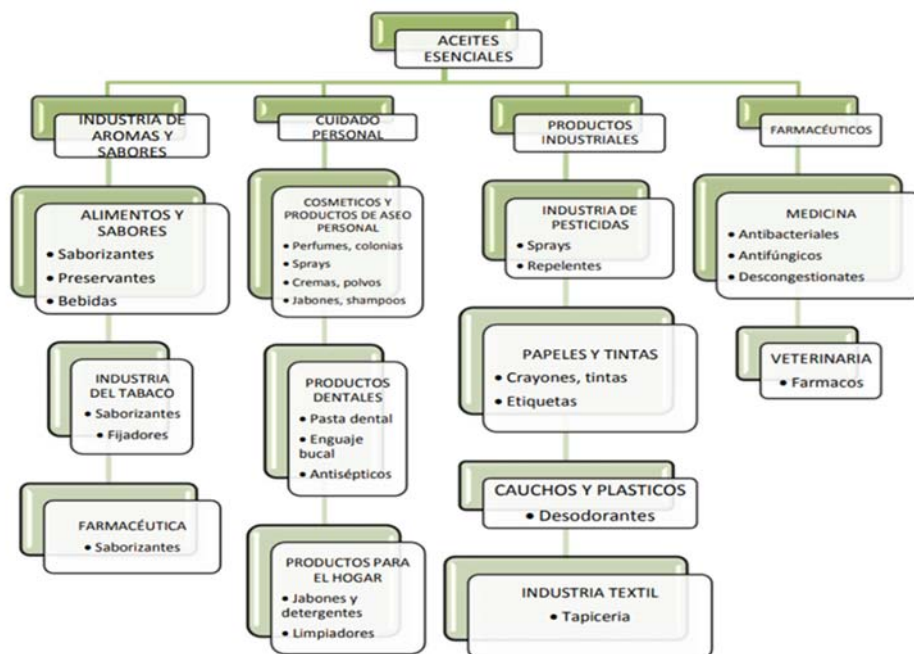 ACEITES
ESENCIALES
INDUSTRIA DE
AROMAS Y
SABORES
ALIMENTOS Y
SABORES
• Saborizantes
• Preservantes
• Bebidas
INDUSTRIA
DEL TABACO
• Saborizantes
• Fijadores
FARMACÉUTICA
• Saborizantes
CUIDADO
PERSONAL
COSMETICOS Y
PRODUCTOS DE ASEO
PERSONAL
• Perfumes, colonias
• Sprays
• Cremas, polvos
• Jabones, shampoos
PRODUCTOS
DENTALES
• Pasta dental
• Enguaje
bucal
• Antisépticos
PRODUCTOS PARA
EL HOGAR
• Jabones y
detergentes
• Limpiadores
PRODUCTOS
INDUSTRIALES
INDUSTRIA DE
PESTICIDAS
• Sprays
• Repelentes
PAPELES Y TINTAS
• Crayones, tintas
• Etiquetas
CAUCHOS Y PLASTICOS
• Desodorantes
INDUSTRIA TEXTIL
• Tapiceria
FARMACÉUTICOS
MEDICINA
• Antibacteriales
• Antifúngicos
• Descongestionates
VETERINARIA
• Farmacos